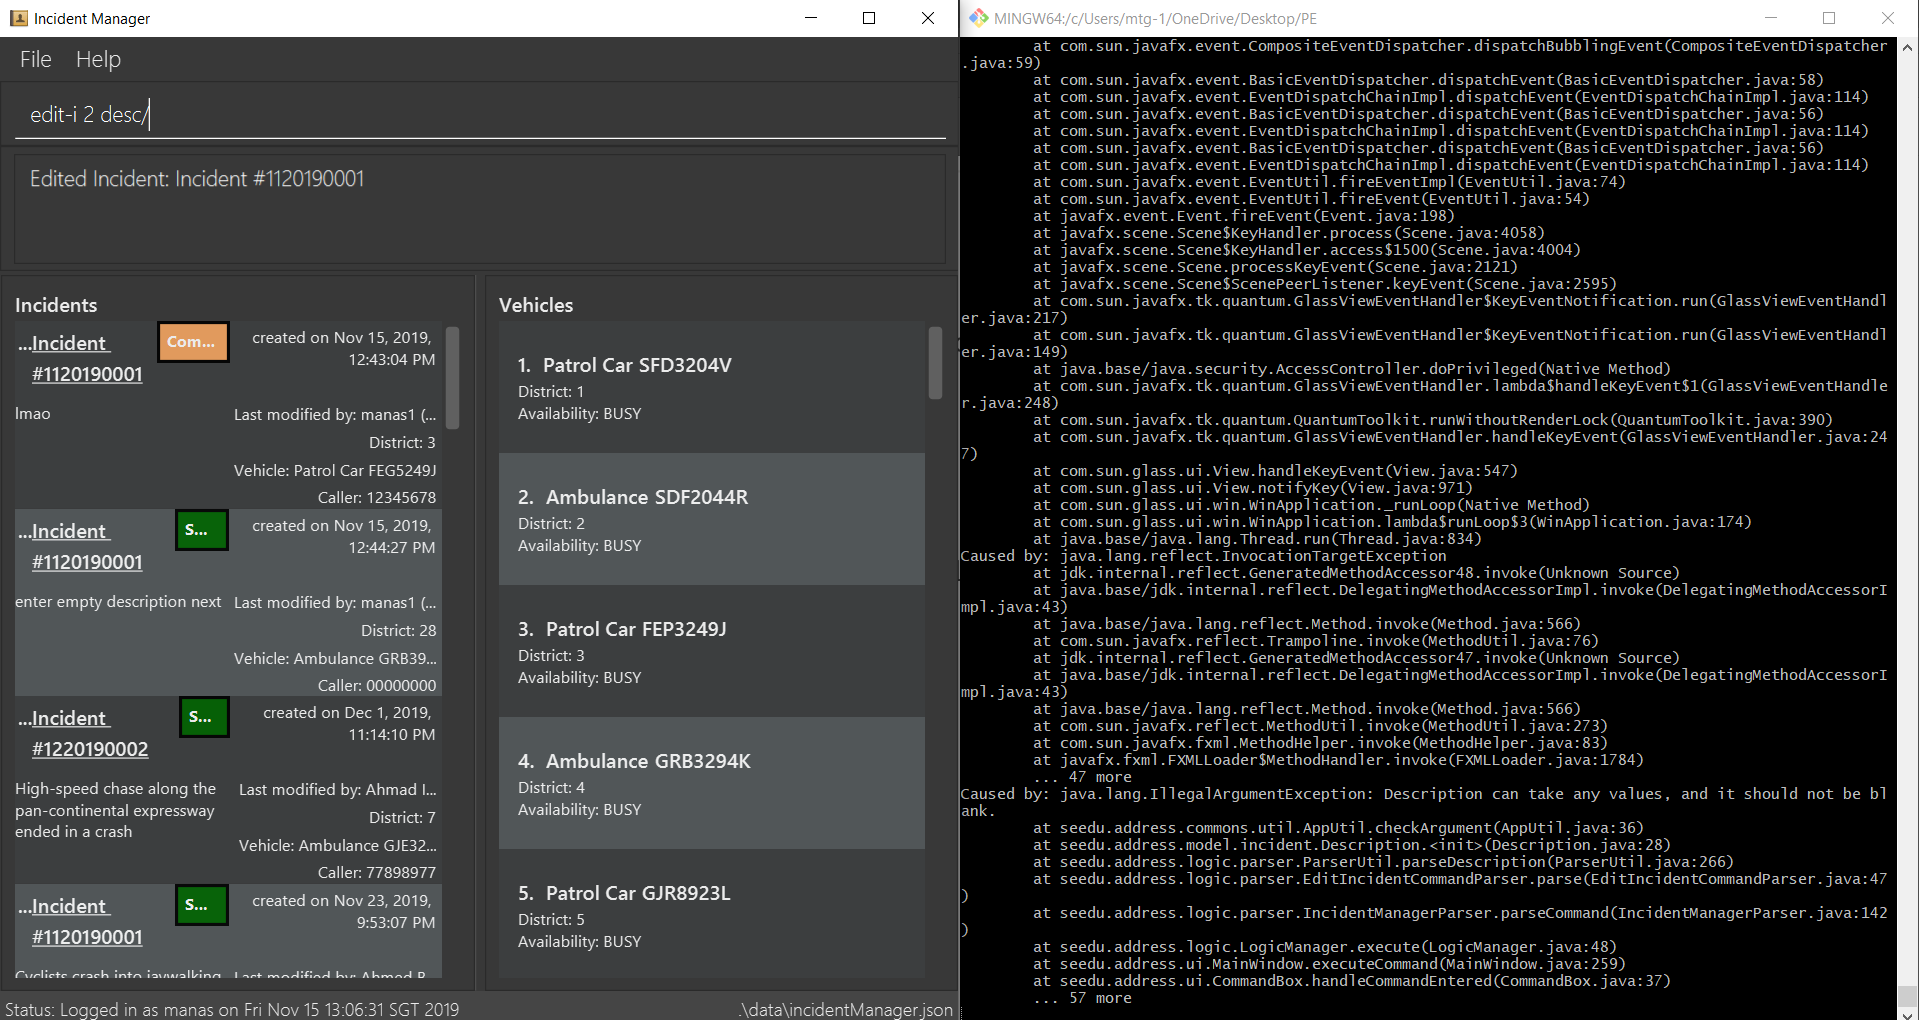 Incident Manager
File Help
edit-i 2 desc/
Edited Incident: Incident #1120190001
Incidents
...Incident #1120190001
Com...
created on Nov 15, 2019, 12:43:04 PM
lmao
Last modified by: manas1 (...
District: 3
Vehicle: Patrol Car FEG5249J
Caller: 12345678
...Incident #1120190001
S...
created on Nov 15, 2019, 12:44:27 PM
enter empty description next
Last modified by: manas1 (...
District: 28
Vehicle: Ambulance GRB39...
Caller: 00000000
...Incident #1220190002
S...
created on Dec 1, 2019, 11:14:10 PM
High-speed chase along the
pan-continental expressway
ended in a crash
Last modified by: Ahmad I...
District: 7
Vehicle: Ambulance GJE32...
Caller: 77898977
...Incident #1120190001
S...
created on Nov 23, 2019, 9:53:07 PM
Cyclists crash into jaywalking
Last modified by: Ahmed B
Vehicles
1. Patrol Car SFD3204V
District: 1
Availability: BUSY
2. Ambulance SDF2044R
District: 2
Availability: BUSY
3. Patrol Car FEP3249J
District: 3
Availability: BUSY
4. Ambulance GRB3294K
District: 4
Availability: BUSY
5. Patrol Car GJR8923L
District: 5
Availability: BUSY
Status: Logged in as manas on Fri Nov 15 13:06:31 SGT 2019
.\data\incidentManager.json
MINGW64:/c/Users/mtg-1/OneDrive/Desktop/PE
at com.sun.javafx.event.CompositeEventDispatcher.dispatchBubblingEvent(CompositeEventDispatcher
.java:59)
at com.sun.javafx.event.BasicEventDispatcher.dispatchEvent(BasicEventDispatcher.java:58)
at com.sun.javafx.event.EventDispatchChainImpl.dispatchEvent(EventDispatchChainImpl.java:114)
at com.sun.javafx.event.BasicEventDispatcher.dispatchEvent(BasicEventDispatcher.java:56)
at com.sun.javafx.event.EventDispatchChainImpl.dispatchEvent(EventDispatchChainImpl.java:114)
at com.sun.javafx.event.BasicEventDispatcher.dispatchEvent(BasicEventDispatcher.java:56)
at com.sun.javafx.event.EventDispatchChainImpl.dispatchEvent(EventDispatchChainImpl.java:114)
at com.sun.javafx.event.EventUtil.fireEventImpl(EventUtil.java:74)
at com.sun.javafx.event.EventUtil.fireEvent(EventUtil.java:54)
at javafx.event.Event.fireEvent(Event.java:198)
at javafx.scene.Scene$KeyHandler.process(Scene.java:4058)
at javafx.scene.Scene$KeyHandler.access$1500(Scene.java:4004)
at javafx.scene.Scene.processKeyEvent(Scene.java:2121)
at javafx.scene.Scene$ScenePeerListener.keyEvent(Scene.java:2595)
at com.sun.javafx.tk.quantum.GlassViewEventHandler$KeyEventNotification.run(GlassViewEventHandl
er.java:217)
at com.sun.javafx.tk.quantum.GlassViewEventHandler$KeyEventNotification.run(GlassViewEventHandl
er.java:149)
at java.base/java.security.AccessController.doPrivileged(Native Method)
at com.sun.javafx.tk.quantum.GlassViewEventHandler.lambda$handleKeyEvent$1(GlassViewEventHandle
r.java:248)
at com.sun.javafx.tk.quantum.QuantumToolkit.runWithoutRenderLock(QuantumToolkit.java:390)
at com.sun.javafx.tk.quantum.GlassViewEventHandler.handleKeyEvent(GlassViewEventHandler.java:24
7)
at com.sun.glass.ui.View.handleKeyEvent(View.java:547)
at com.sun.glass.ui.View.notifyKey(View.java:971)
at com.sun.glass.ui.win.WinApplication._runLoop(Native Method)
at com.sun.glass.ui.win.WinApplication.lambda$runLoop$3(WinApplication.java:174)
at java.base/java.lang.Thread.run(Thread.java:834)
Caused by: java.lang.reflect.InvocationTargetException
at jdk.internal.reflect.GeneratedMethodAccessor48.invoke(Unknown Source)
at java.base/jdk.internal.reflect.DelegatingMethodAccessorImpl.invoke(DelegatingMethodAccessorI
mpl.java:43)
at java.base/java.lang.reflect.Method.invoke(Method.java:566)
at com.sun.javafx.reflect.Trampoline.invoke(MethodUtil.java:76)
at jdk.internal.reflect.GeneratedMethodAccessor47.invoke(Unknown Source)
at java.base/jdk.internal.reflect.DelegatingMethodAccessorImpl.invoke(DelegatingMethodAccessorI
mpl.java:43)
at java.base/java.lang.reflect.Method.invoke(Method.java:566)
at com.sun.javafx.reflect.MethodUtil.invoke(MethodUtil.java:273)
at com.sun.javafx.fxml.MethodHelper.invoke(MethodHelper.java:83)
at javafx.fxml.FXMLLoader$MethodHandler.invoke(FXMLLoader.java:1784)
... 47 more
Caused by: java.lang.IllegalArgumentException: Description can take any values, and it should not be bl
ank.
at seedu.address.commons.util.AppUtil.checkArgument(AppUtil.java:36)
at seedu.address.model.incident.Description.<init>(Description.java:28)
at seedu.address.logic.parser.ParserUtil.parseDescription(ParserUtil.java:266)
at seedu.address.logic.parser.EditIncidentCommandParser.parse(EditIncidentCommandParser.java:47
)
at seedu.address.logic.parser.IncidentManagerParser.parseCommand(IncidentManagerParser.java:142
)
at seedu.address.logic.LogicManager.execute(LogicManager.java:48)
at seedu.address.ui.MainWindow.executeCommand(MainWindow.java:259)
at seedu.address.ui.CommandBox.handleCommandEntered(CommandBox.java:37)
... 57 more